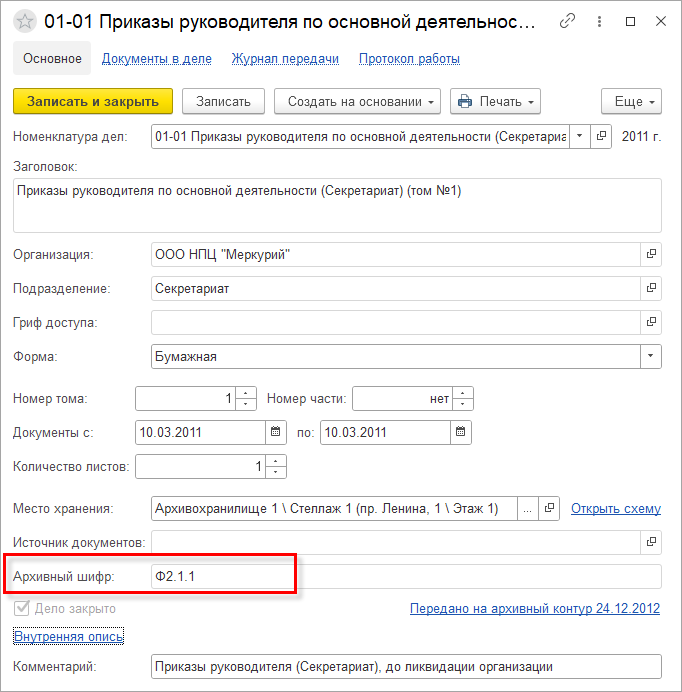 01-01 Приказы руководителя по основной деятельнос...
Основное Документы в деле Журнал передачи Протокол работы
Записать и закрыть Записать Создать на основании Печать Еще
Номенклатура дел: 01-01 Приказы руководителя по основной деятельности (Секретариа 2011 г.
Заголовок:
Приказы руководителя по основной деятельности (Секретариат) (том №1)
Организация: ООО НПЦ "Меркурий"
Подразделение: Секретариат
Гриф доступа:
Форма: Бумажная
Номер тома: 1 Номер части: нет
Документы с: 10.03.2011 по: 10.03.2011
Количество листов: 1
Место хранения: Архивохранилище 1 \ Стеллаж 1 (пр. Ленина, 1 \ Этаж 1) ... Открыть схему
Источник документов:
Архивный шифр: Ф2.1.1
Дело закрыто Передано на архивный контур 24.12.2012
Внутренняя опись
Комментарий: Приказы руководителя (Секретариат), до ликвидации организации